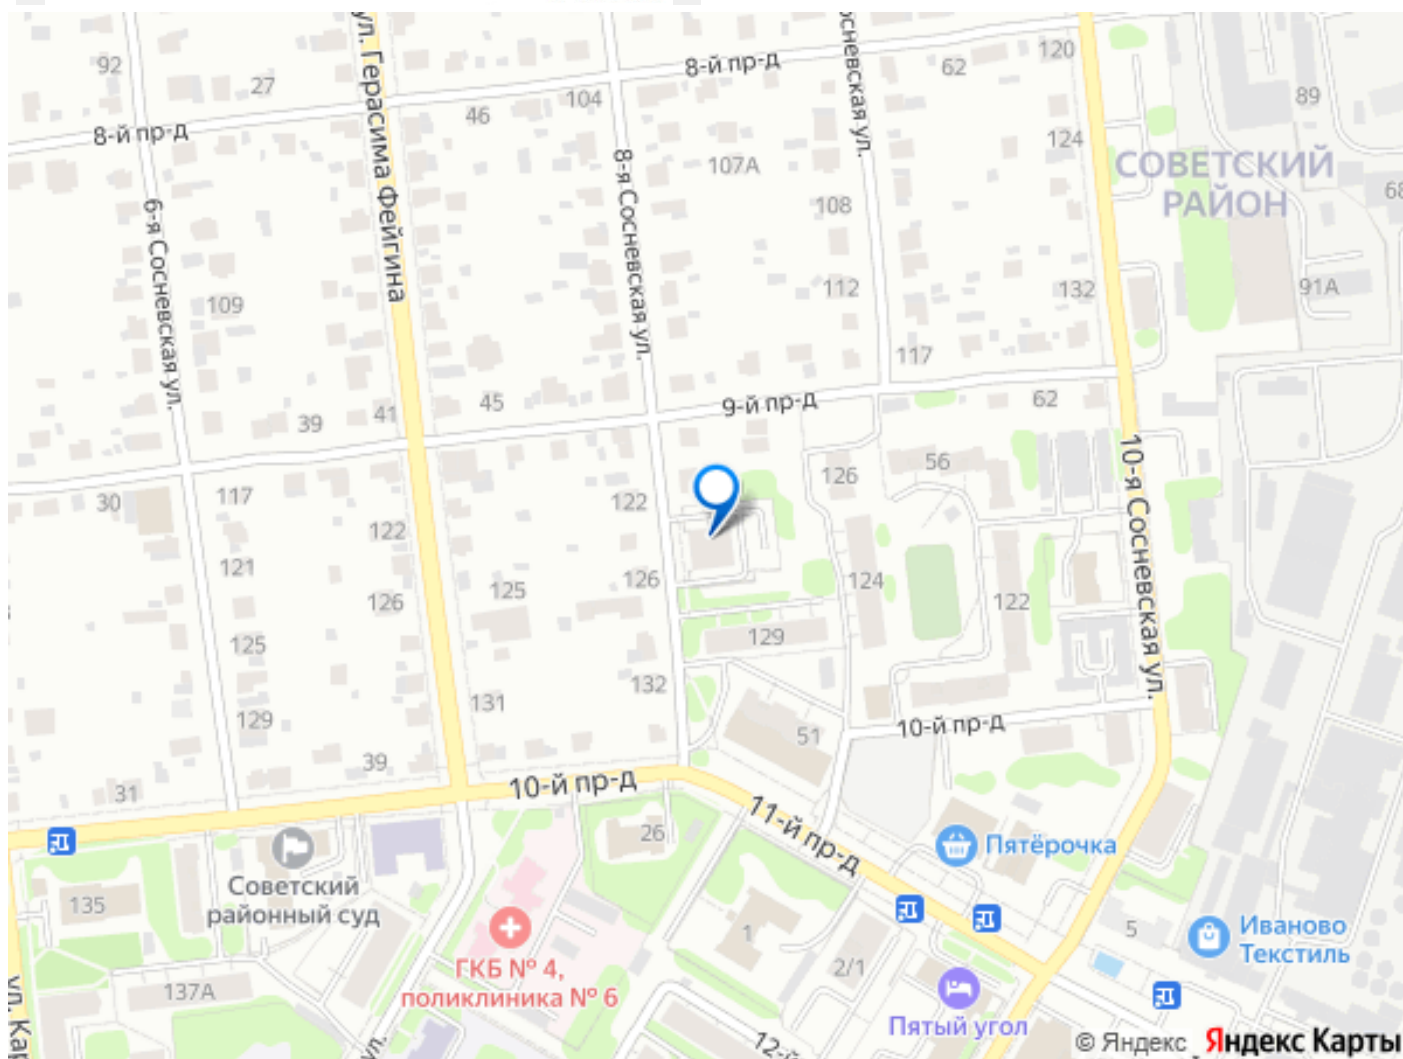 8-й пр-д
120
92
62
27
89
104
46
8-й пр-д
ул. Герасима Фейгина
8-я Сосневская ул.
107А
124
СОВЕТСКИЙ
РАЙОН
6-я Сосневская ул.
108
109
112
132
91А
117
45
41
39
9-й пр-д
62
10-я Сосневская ул.
56
126
117
30
122
122
121
125
126
124
126
122
125
129
132
131
129
51
10-й пр-д
39
31
10-й пр-д
11-й пр-д
26
Пятёрочка
Советский
районный суд
135
1
5
Иваново
Текстиль
ГКБ № 4,
поликлиника № 6
2/1
137А
Пятый угол
© Яндекс
Яндекс Карты